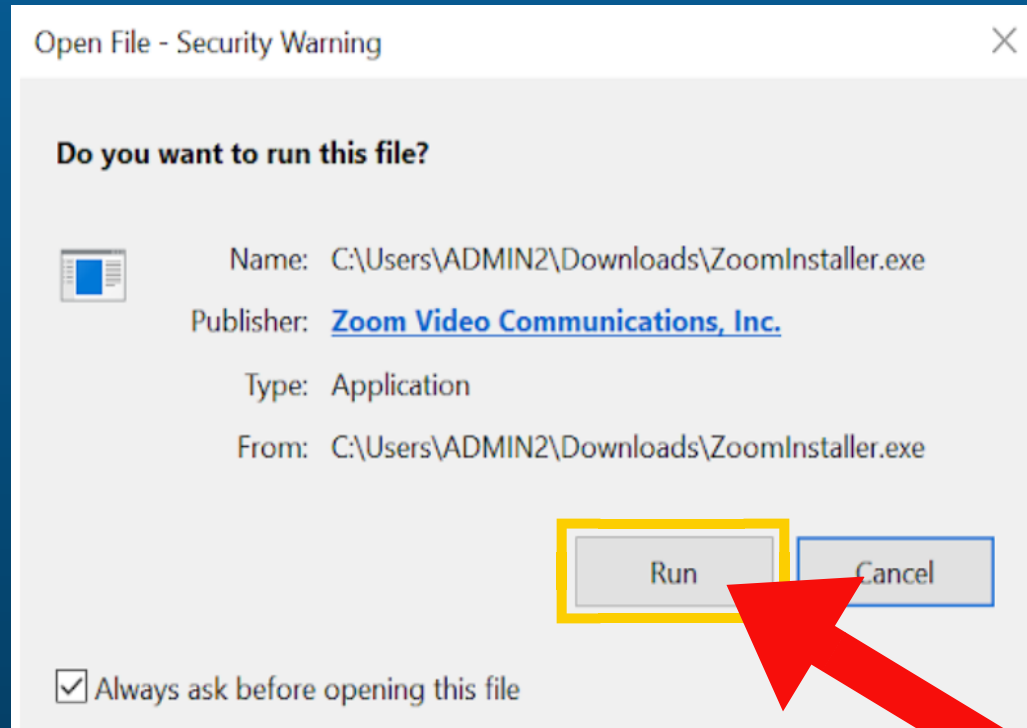 Open File - Security Warning
Do you want to run this file?
Name: C:\Users\ADMIN2\Downloads\ZoomInstaller.exe
Publisher: Zoom Video Communications, Inc.
Type: Application
From: C:\Users\ADMIN2\Downloads\ZoomInstaller.exe
Run Cancel
Always ask before opening this file